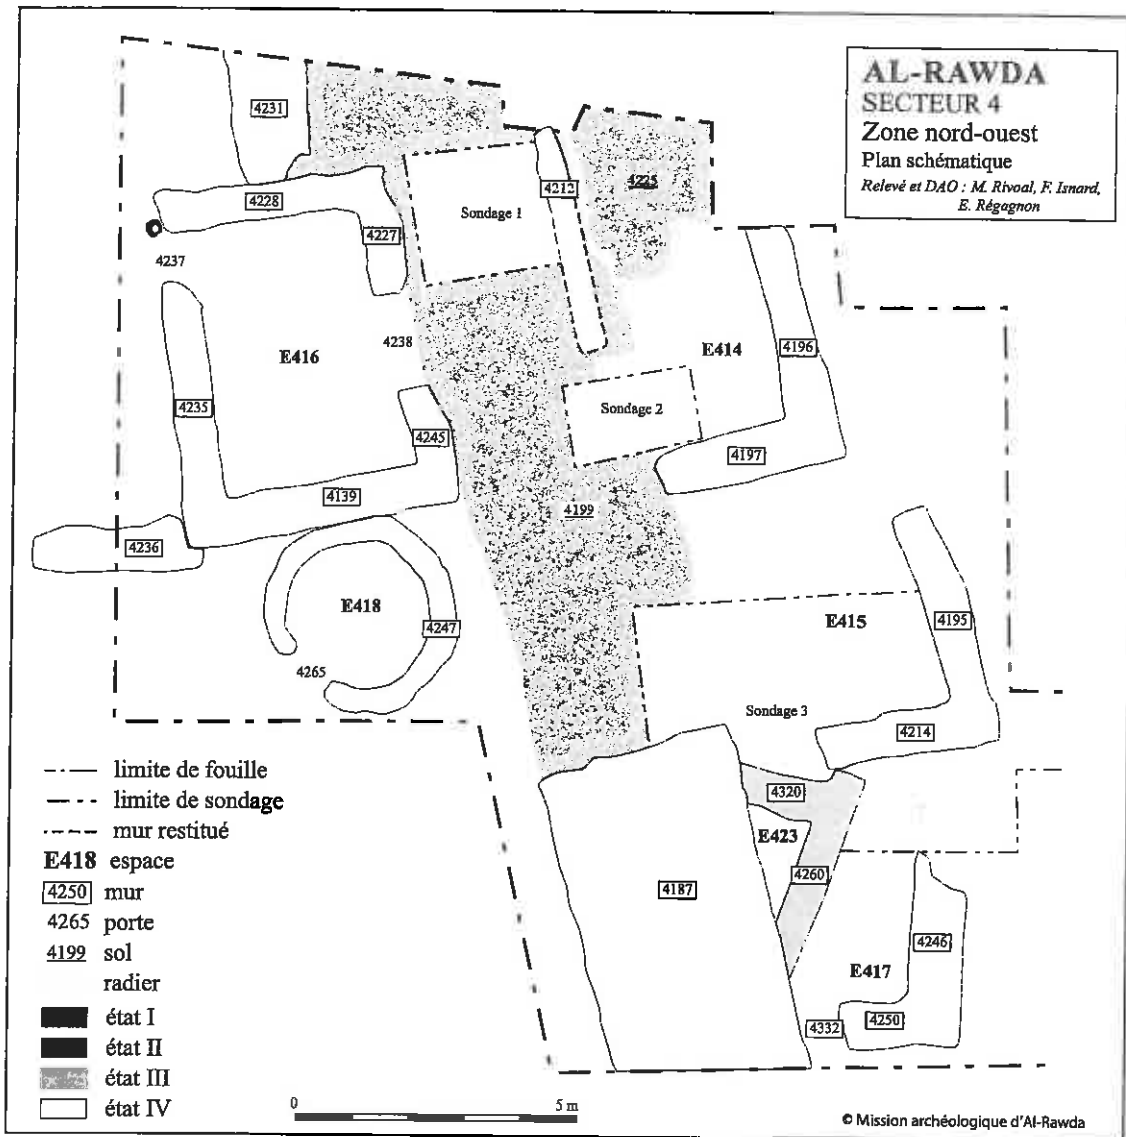 AL-RAWDA
SECTEUR 4
Zone nord-ouest
Plan schématique
Relevé et DAO : M. Rivoal, F. Isnard,
E. Régagnon
4231
4228
4227
4212
4225
Sondage 1
4237
4238
E416
E414
4196
4235
4245
Sondage 2
4197
4139
4199
4236
E418
4247
4265
E415
4195
Sondage 3
4214
4320
E423
4260
4187
4246
E417
4332
4250
limite de fouille
limite de sondage
mur restitué
E418 espace
4250 mur
4265 porte
4199 sol
radier
état I
état II
état III
état IV
0 5 m
© Mission archéologique d'Al-Rawda